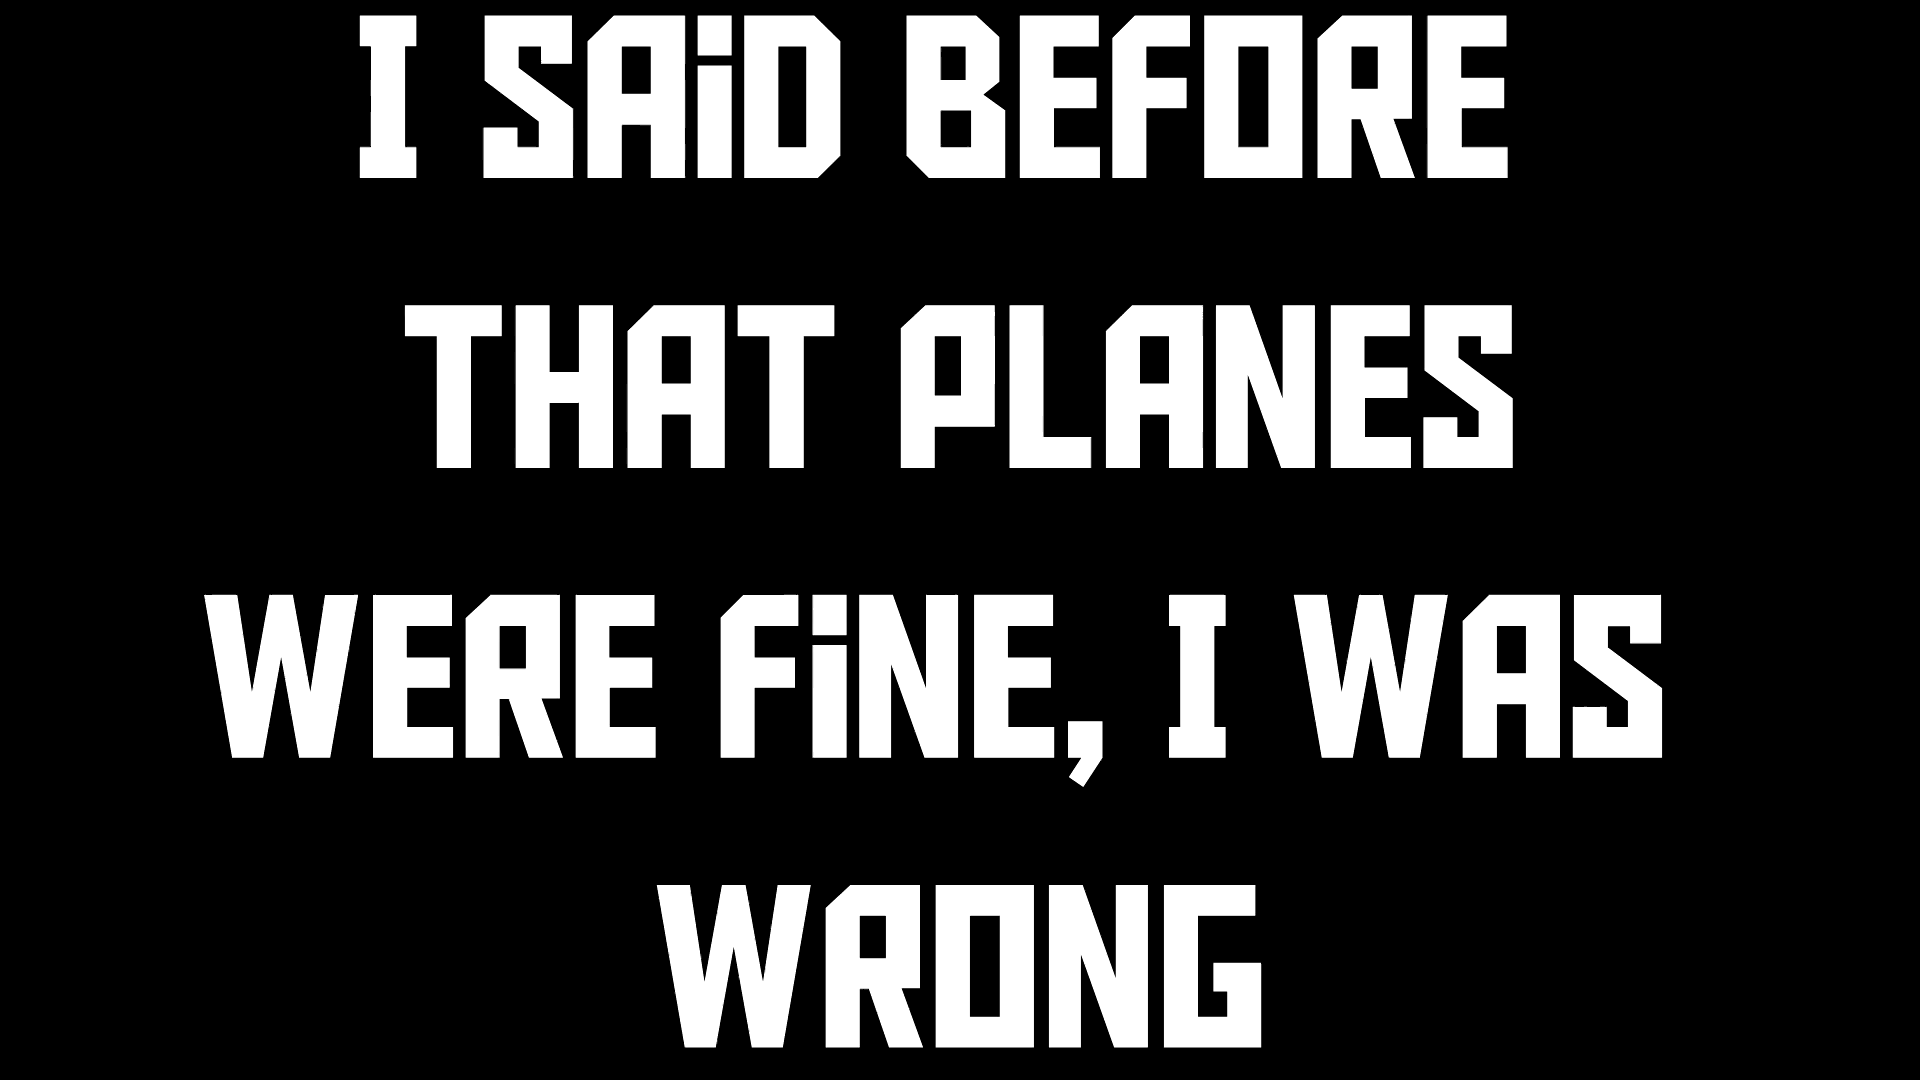 I SAiD BEFORE
THAT PLANES
WERE FiNE, I WAS
WRONG